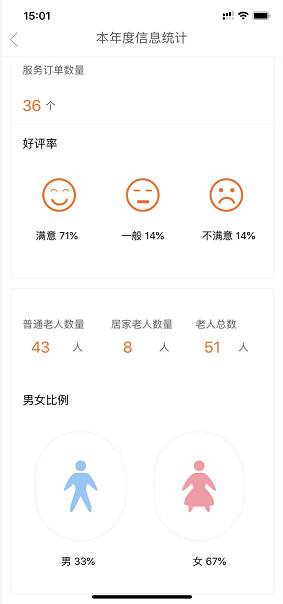 15:01
本年度信息统计
服务订单数量
36 个
好评率
满意 71% 一般 14% 不满意 14%
普通老人数量 居家老人数量 老人总数
43 人 8 人 51 人
男女比例
男 33% 女 67%